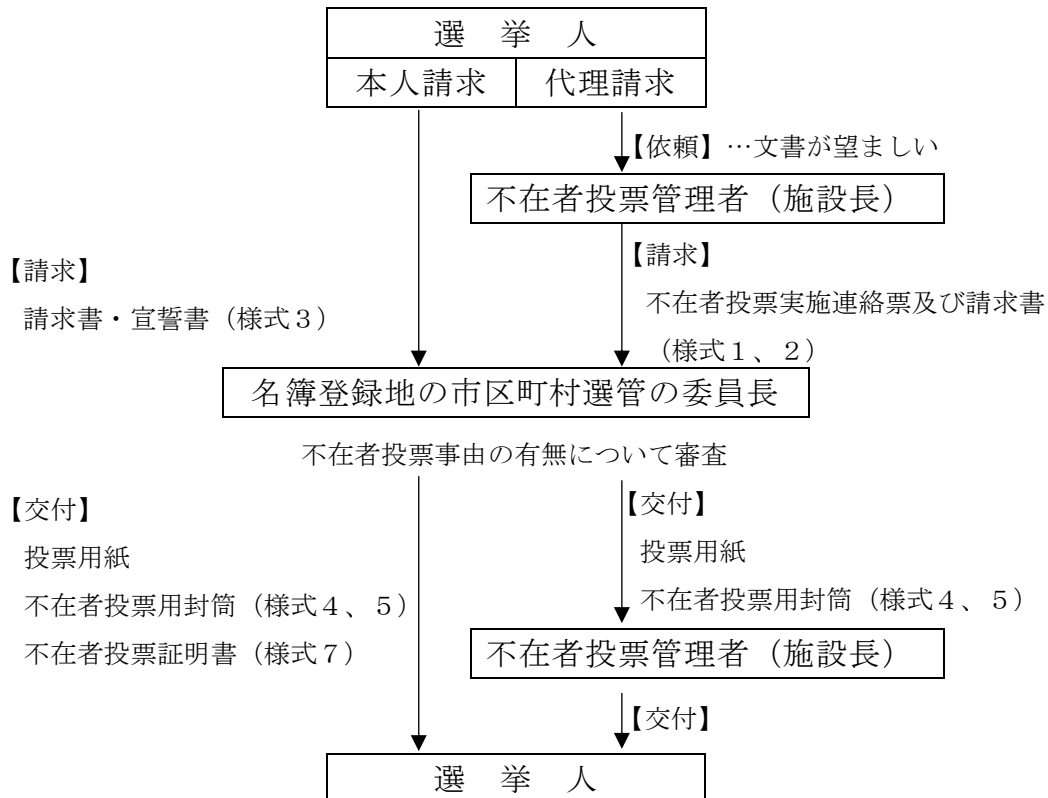 選 挙 人
本人請求 代理請求
【依頼】…文書が望ましい
不在者投票管理者（施設長）
【請求】
請求書・宣誓書（様式３）
【請求】
不在者投票実施連絡票及び請求書
（様式１、２）
名簿登録地の市区町村選管の委員長
不在者投票事由の有無について審査
【交付】
投票用紙
不在者投票用封筒（様式４、５）
不在者投票証明書（様式７）
【交付】
投票用紙
不在者投票用封筒（様式４、５）
不在者投票管理者（施設長）
【交付】
選 挙 人